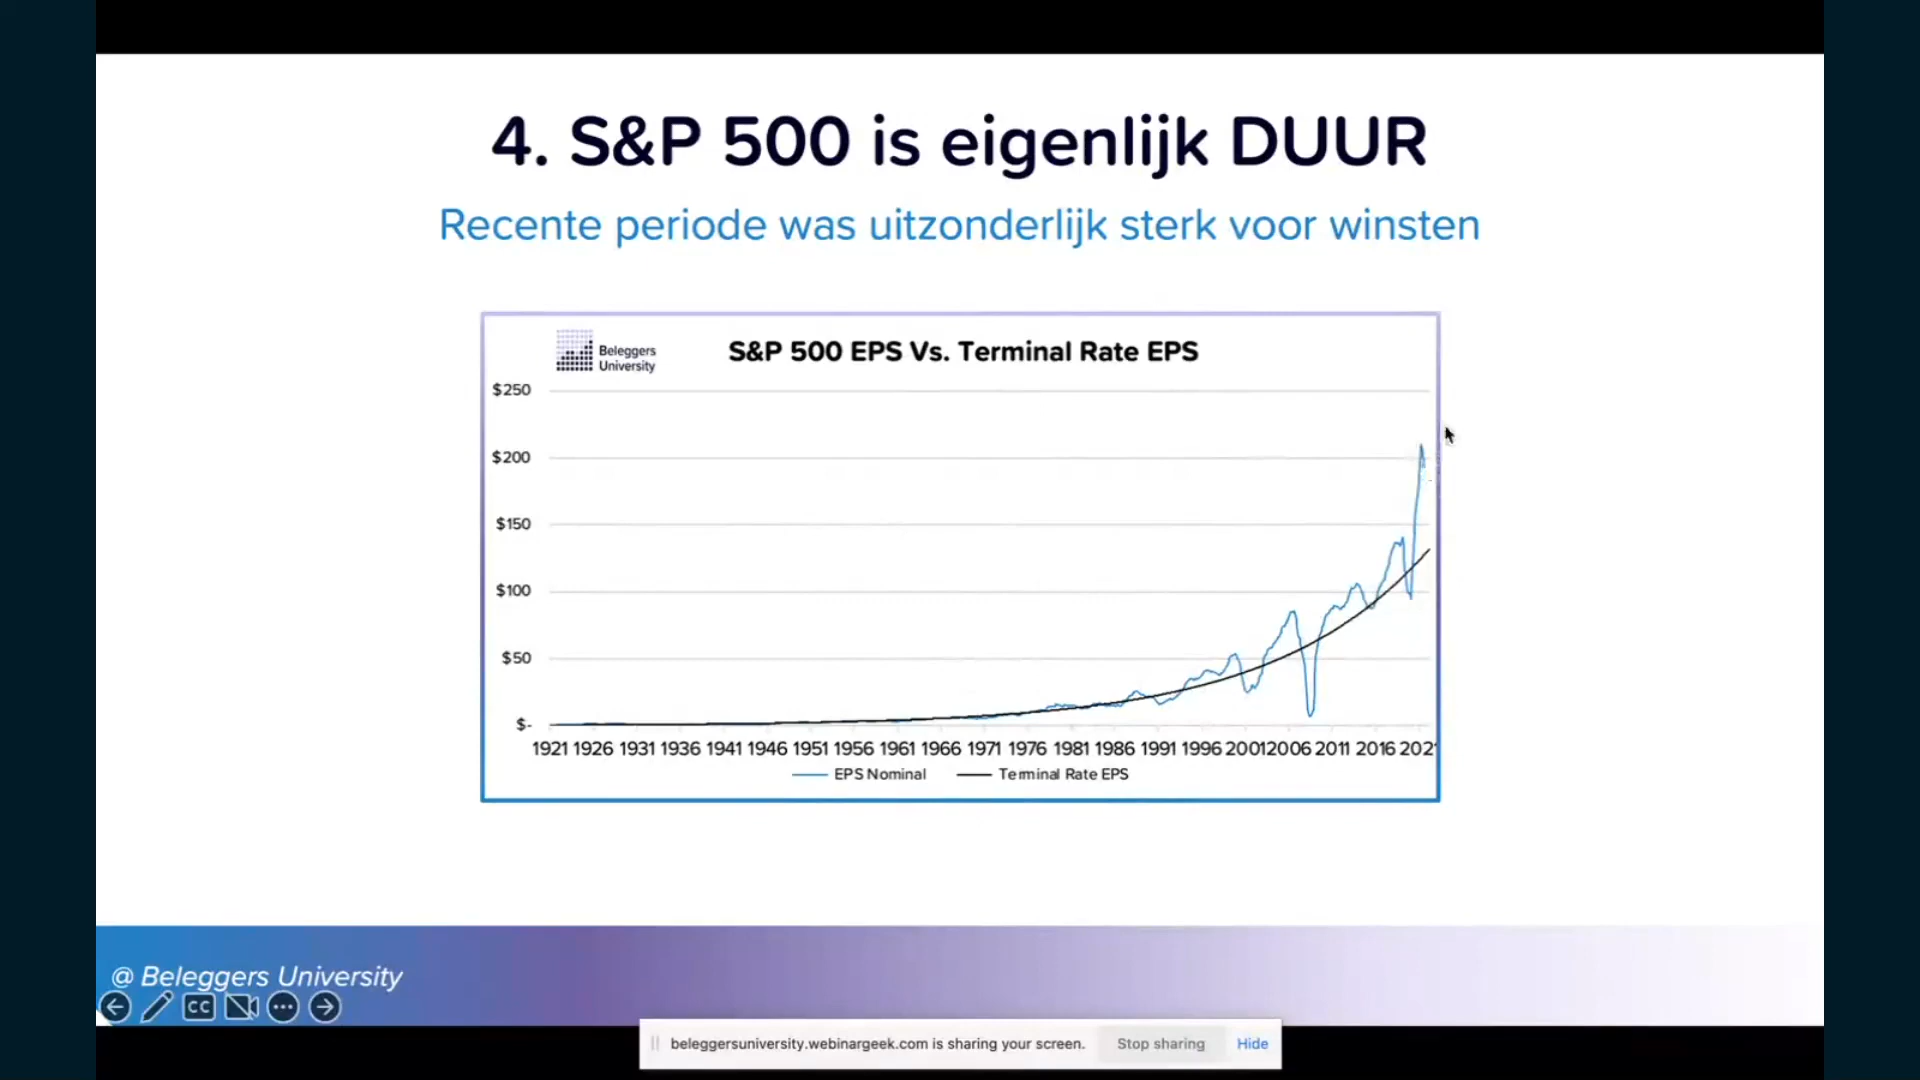 4. S&P 500 is eigenlijk DUUR
Recente periode was uitzonderlijk sterk voor winsten
Beleggers
University
S&P 500 EPS Vs. Terminal Rate EPS
$250
$200
$150
$100
$50
$-
1921 1926 1931 1936 1941 1946 1951 1956 1961 1966 1971 1976 1981 1986 1991 1996 2001 2006 2011 2016 2021
EPS Nominal Terminal Rate EPS
@ Beleggers University
CC
beleggersuniversity.webinargeek.com is sharing your screen. Stop sharing Hide